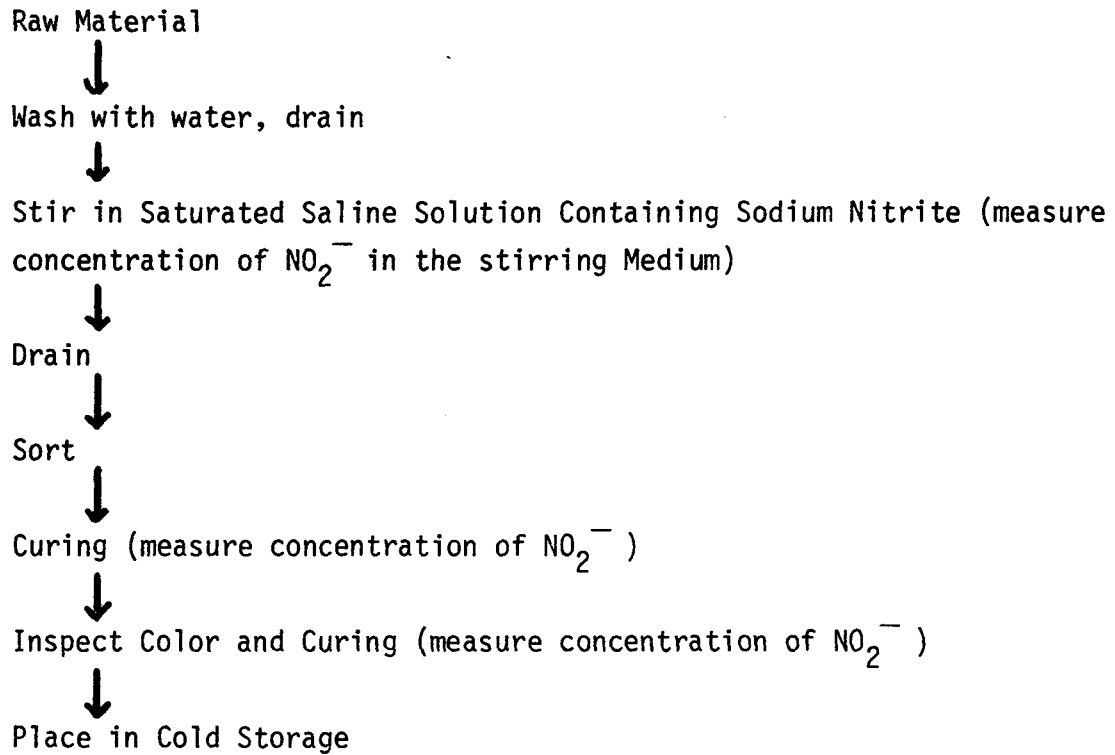 Raw Material
Wash with water, drain
Stir in Saturated Saline Solution Containing Sodium Nitrite (measure
concentration of NO₂⁻ in the stirring Medium)
Drain
Sort
Curing (measure concentration of NO₂⁻ )
Inspect Color and Curing (measure concentration of NO₂⁻ )
Place in Cold Storage